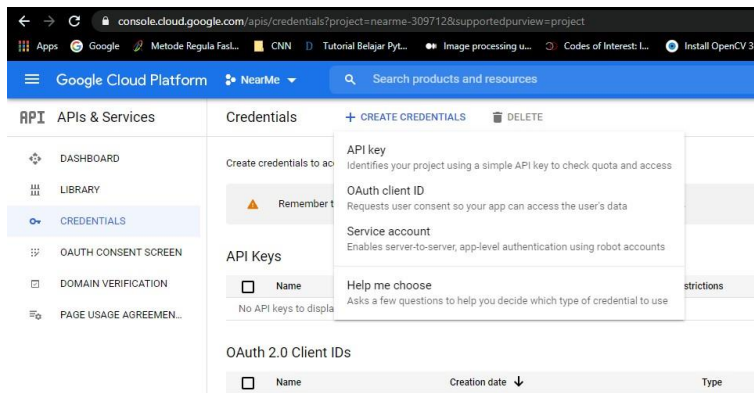 console.cloud.google.com/apis/credentials?project=nearme-309712&supportedpurview=project
Apps Google Metode Regula Fasl... CNN D Tutorial Belajar Pyt... Image processing u... Codes of Interest: I... Install OpenCV 3
Google Cloud Platform NearMe Search products and resources
API APIs & Services Credentials + CREATE CREDENTIALS DELETE
API key
Identifies your project using a simple API key to check quota and access
DASHBOARD Create credentials to ac
OAuth client ID
Requests user consent so your app can access the user's data
LIBRARY
Remember t
Service account
Enables server-to-server, app-level authentication using robot accounts
CREDENTIALS
OAUTH CONSENT SCREEN API Keys
Help me choose
Asks a few questions to help you decide which type of credential to use
DOMAIN VERIFICATION Name strictions
No API keys to displa
PAGE USAGE AGREEMEN...
OAuth 2.0 Client IDs
Name Creation date Type